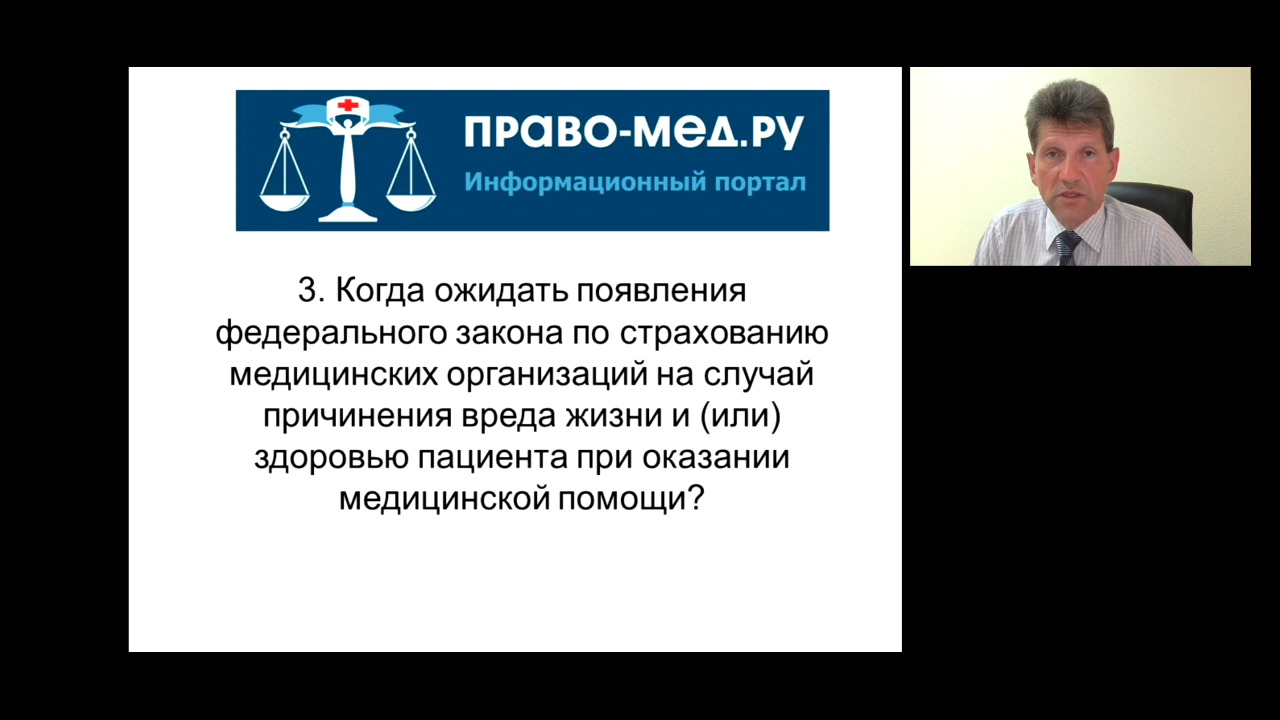 ПРАВО-МЕД.РУ
Информационный портал
3. Когда ожидать появления
федерального закона по страхованию
медицинских организаций на случай
причинения вреда жизни и (или)
здоровью пациента при оказании
медицинской помощи?